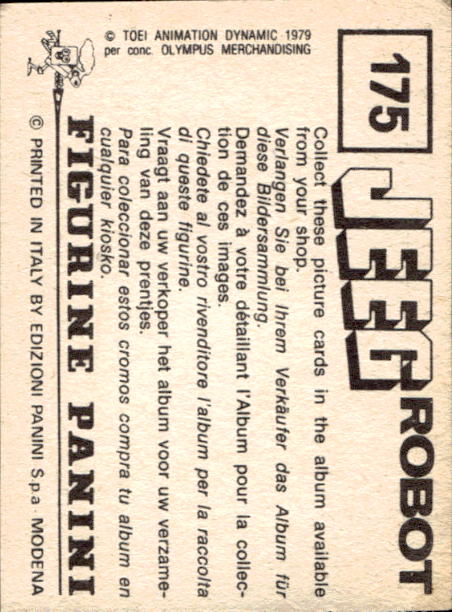 175
JEEG ROBOT
Collect these picture cards in the album available
from your shop.
Verlangen Sie bei Ihrem Verkäufer das Album für
diese Bildersammlung.
Demandez à votre détaillant l'Album pour la collec-
tion de ces images.
Chiedete al vostro rivenditore l'album per la raccolta
di queste figurine.
Vraagt aan uw verkoper het album voor uw verzame-
ling van deze prentjes.
Para coleccionar estos cromos compra tu album en
cualquier kiosko.
FIGURINE PANINI
© PRINTED IN ITALY BY EDIZIONI PANINI S.p.a - MODENA
© TOEI ANIMATION DYNAMIC 1979
per conc. OLYMPUS MERCHANDISING